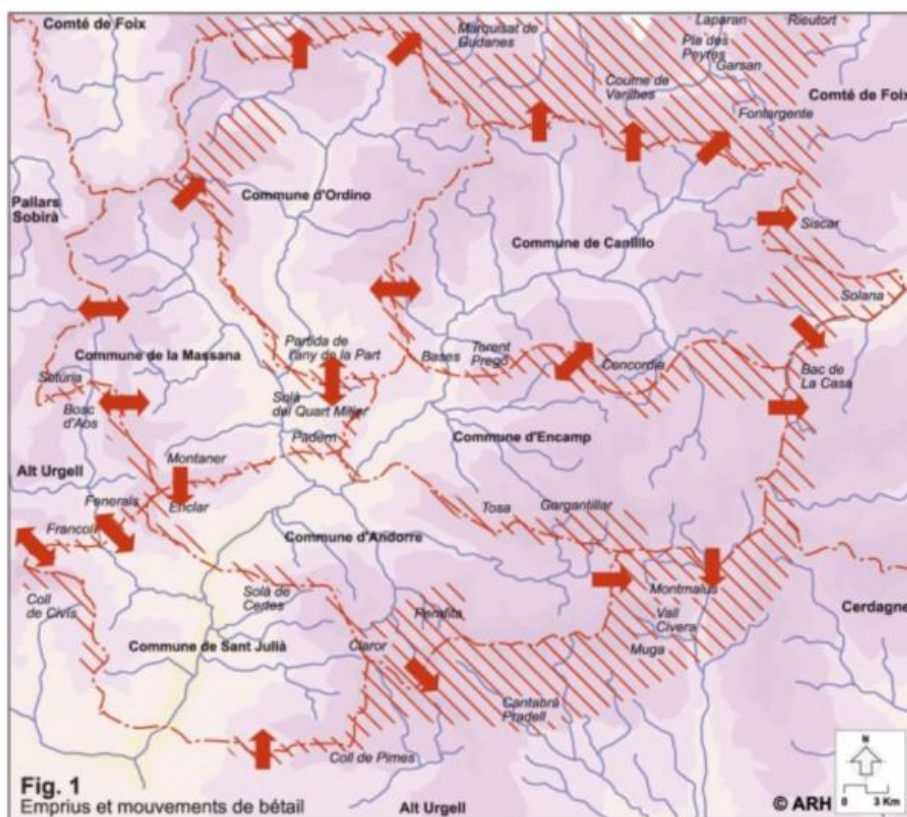 Comté de Foix
Marquisat de
Gudanes
Laparan
Rieutort
Pla des
Peyres
Garsan
Coume de
Varilhes
Fontargente
Comté de Foix
Pallars
Sobirà
Commune d'Ordino
Commune de Canillo
Siscar
Solana
Partida de
l'any de la Part
Bases
Torent
Pregó
Concordie
Bac de
La Casa
Commune de la Massana
Setúria
Bosc
d'Aos
Solà
del Quart Mitjer
Padern
Commune d'Encamp
Alt Urgell
Montaner
Fenerals
Enclar
Francolí
Tosa
Gargantillar
Commune d'Andorre
Coll
de Civís
Solà de
Certes
Perafita
Montmalús
Vall
Civera
Muga
Cerdagne
Commune de Sant Julià
Claror
Cantabrà
Pradell
Coll de Pimes
Fig. 1
Emprius et mouvements de bétail
Alt Urgell
© ARH
N
0 3 Km